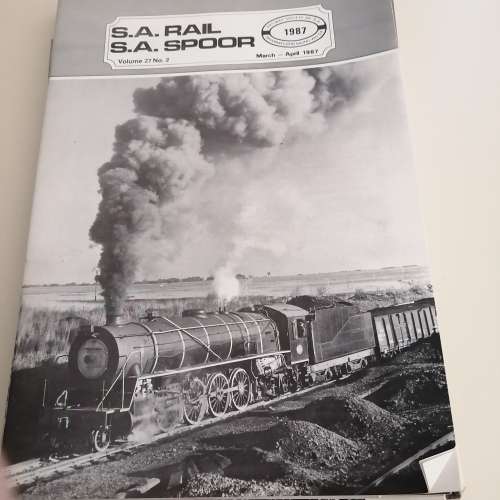 S.A. RAIL
S.A. SPOOR
Volume 27 No. 2
1987
March - April 1987